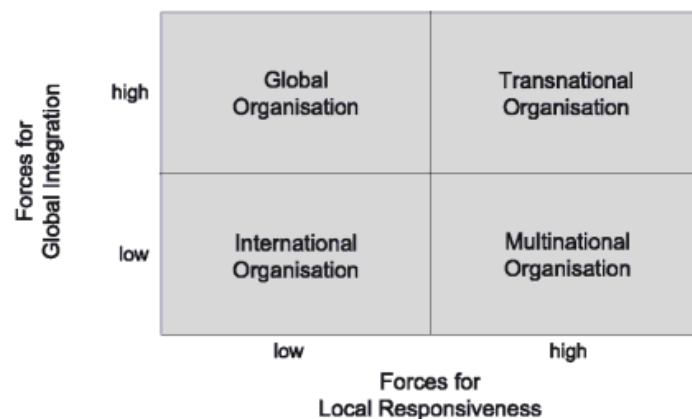 Forces for
Global Integration
high
Global
Organisation
Transnational
Organisation
low
International
Organisation
Multinational
Organisation
low
high
Forces for
Local Responsiveness